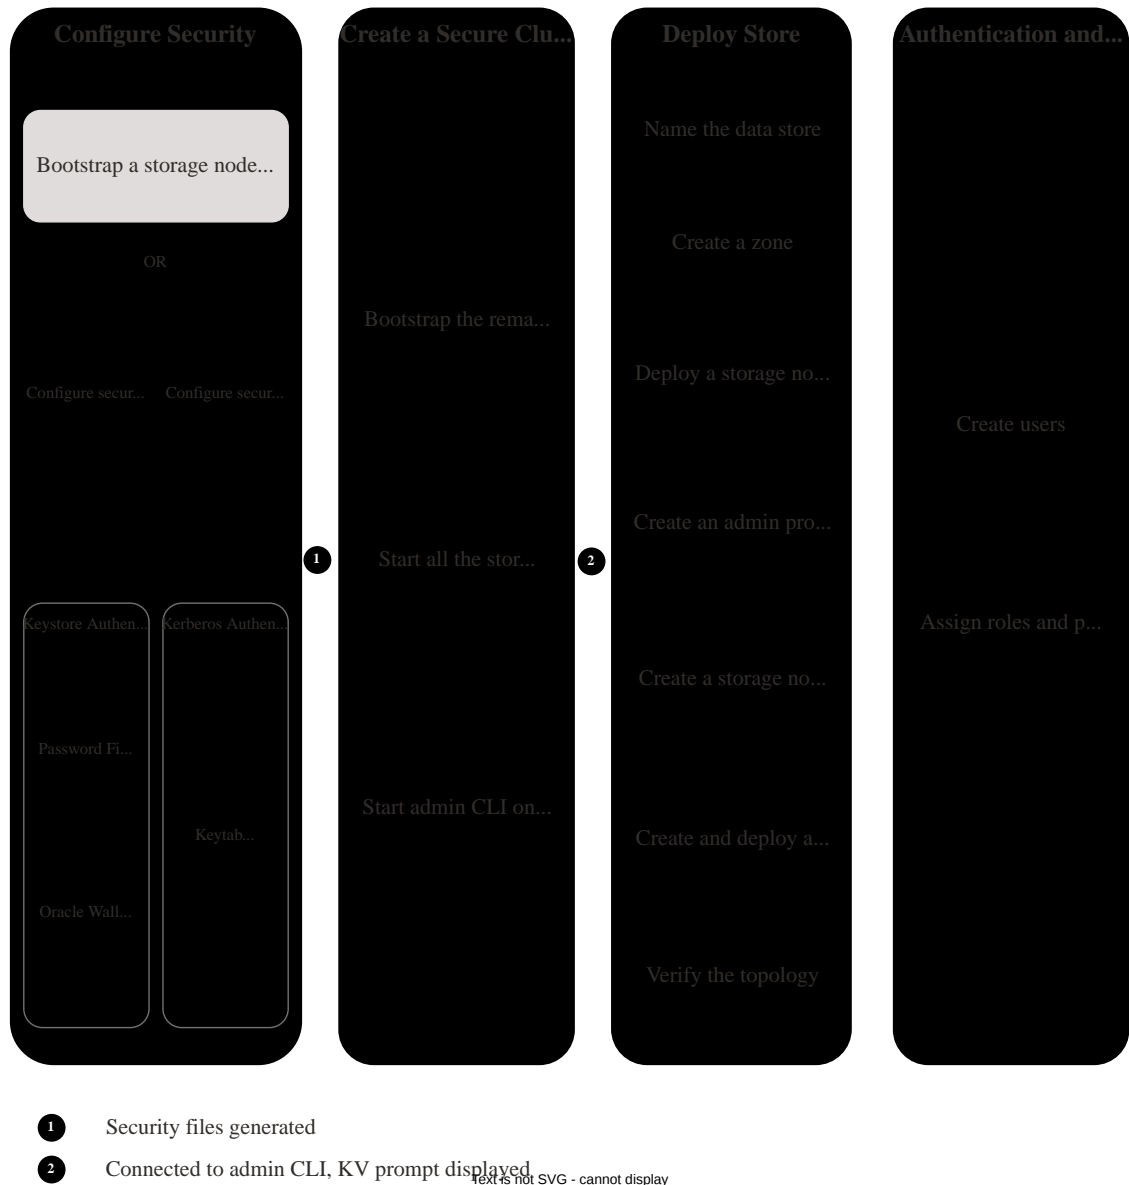 Configure Security
Bootstrap a storage node...
OR
Configure secur...
Configure secur...
Keystore Authen...
Kerberos Authen...
Password Fi...
Keytab...
Oracle Wall...
1
Create a Secure Clu...
Bootstrap the rema...
Start all the stor...
Start admin CLI on...
2
Deploy Store
Name the data store
Create a zone
Deploy a storage no...
Create an admin pro...
Create a storage no...
Create and deploy a...
Verify the topology
Authentication and...
Create users
Assign roles and p...
1 Security files generated
2 Connected to admin CLI, KV prompt displayed
Text is not SVG - cannot display